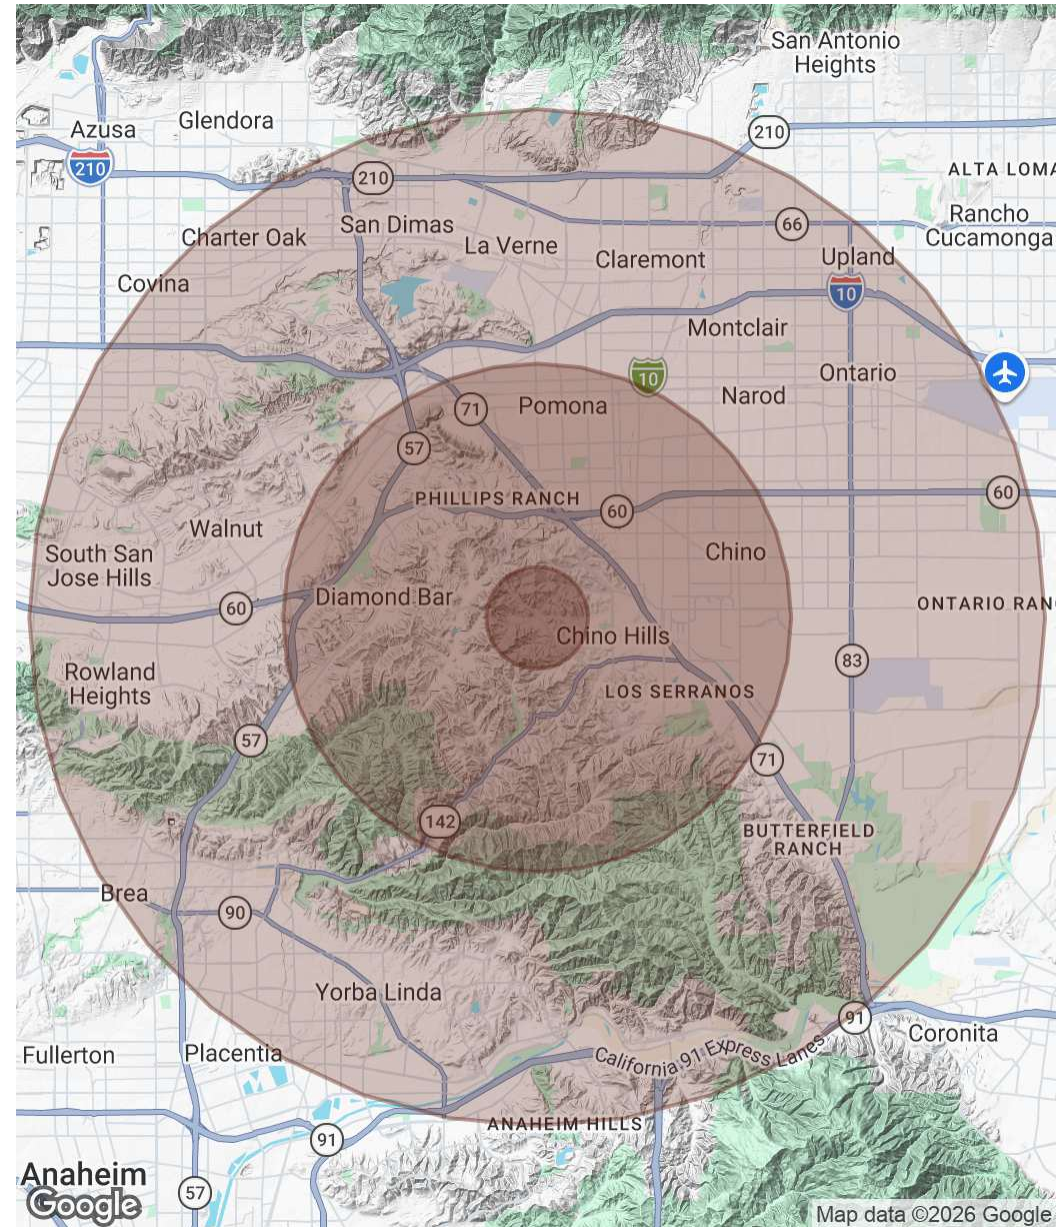 San Antonio
Heights
Glendora
Azusa
210
210
210
ALTA LOMA
Rancho
Cucamonga
66
San Dimas
Charter Oak
La Verne
Claremont
Upland
Covina
10
Montclair
10
Ontario
Narod
Pomona
71
57
PHILLIPS RANCH
60
60
Walnut
Chino
South San
Jose Hills
Diamond Bar
60
ONTARIO RAN
Chino Hills
83
Rowland
Heights
LOS SERRANOS
57
71
142
BUTTERFIELD
RANCH
Brea
90
Yorba Linda
91
Coronita
California 91 Express Lanes
Fullerton
Placentia
ANAHEIM HILLS
91
Anaheim
57
Google
Map data ©2026 Google